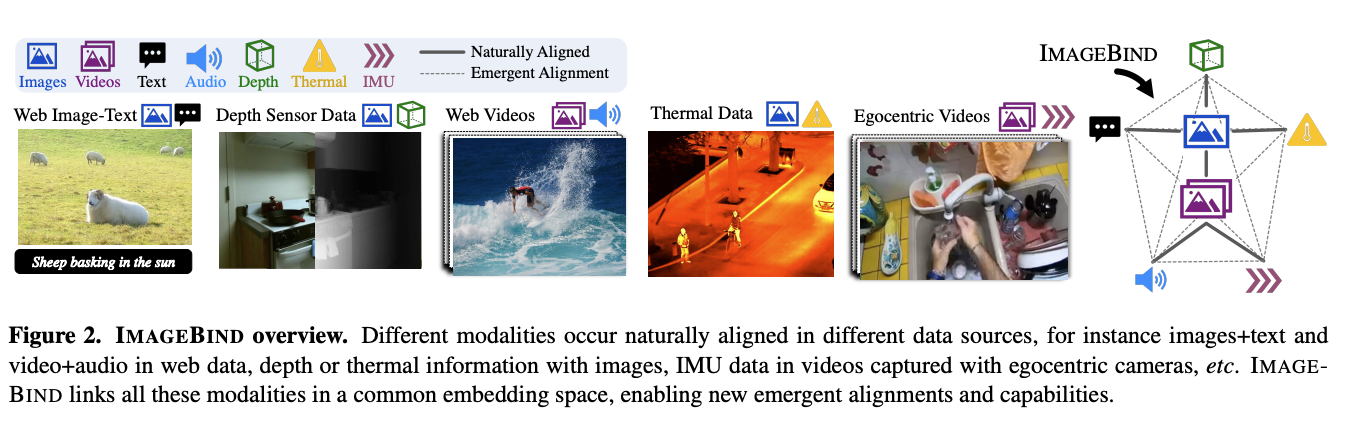 Images Videos Text Audio Depth Thermal IMU
Naturally Aligned
Emergent Alignment
IMAGEBIND
Web Image-Text
Depth Sensor Data
Web Videos
Thermal Data
Egocentric Videos
Sheep basking in the sun
Figure 2. IMAGEBIND overview. Different modalities occur naturally aligned in different data sources, for instance images+text and
video+audio in web data, depth or thermal information with images, IMU data in videos captured with egocentric cameras, etc. IMAGE-
BIND links all these modalities in a common embedding space, enabling new emergent alignments and capabilities.